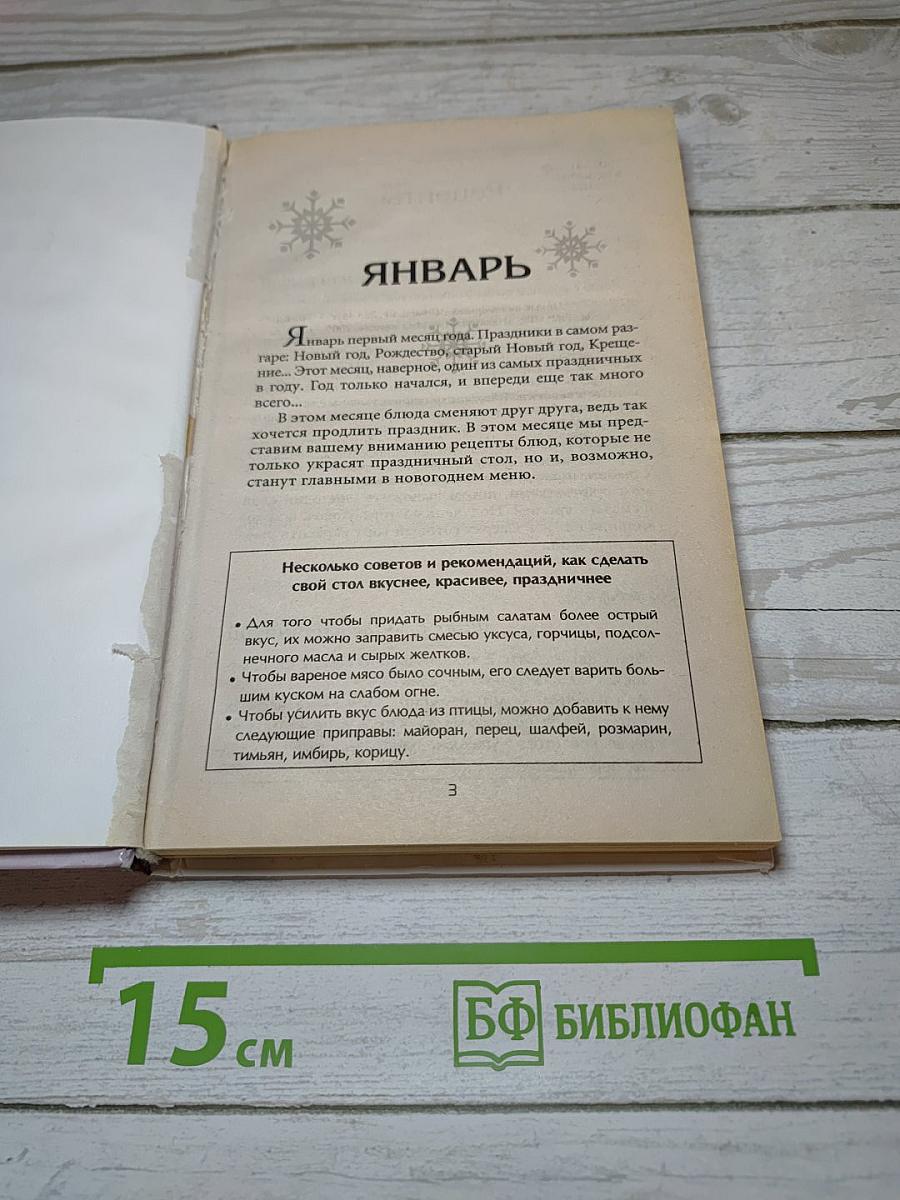 ЯНВАРЬ
Январь первый месяц года. Праздники в самом раз-
гаре: Новый год, Рождество, старый Новый год, Креще-
ние... Этот месяц, наверное, один из самых праздничных
в году. Год только начался, и впереди еще так много
всего...
В этом месяце блюда сменяют друг друга, ведь так
хочется продлить праздник. В этом месяце мы пред-
ставим вашему вниманию рецепты блюд, которые не
только украсят праздничный стол, но и, возможно,
станут главными в новогоднем меню.
Несколько советов и рекомендаций, как сделать
свой стол вкуснее, красивее, праздничнее
• Для того чтобы придать рыбным салатам более острый
вкус, их можно заправить смесью уксуса, горчицы, подсол-
нечного масла и сырых желтков.
• Чтобы вареное мясо было сочным, его следует варить боль-
шим куском на слабом огне.
• Чтобы усилить вкус блюда из птицы, можно добавить к нему
следующие приправы: майоран, перец, шалфей, розмарин,
тимьян, имбирь, корицу.
3
15 см
БФ БИБЛИОФАН